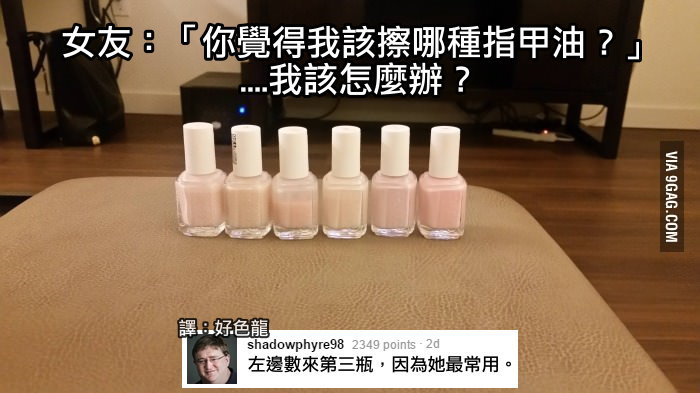 女友：「你覺得我該擦哪種指甲油？」
....我該怎麼辦？
VIA 9GAG.COM
譯：好色龍
shadowphyre98 2349 points · 2d
左邊數來第三瓶，因為她最常用。